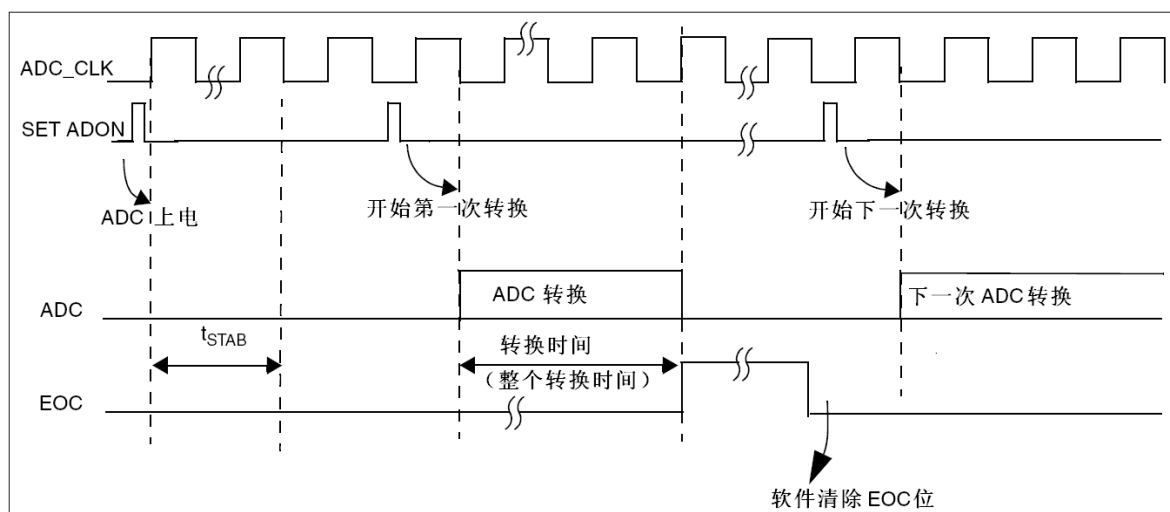 ADC_CLK
SET ADON
ADC 上电
开始第一次转换
开始下一次转换
ADC
ADC 转换
下一次 ADC 转换
tSTAB
转换时间
（整个转换时间）
EOC
软件清除 EOC 位